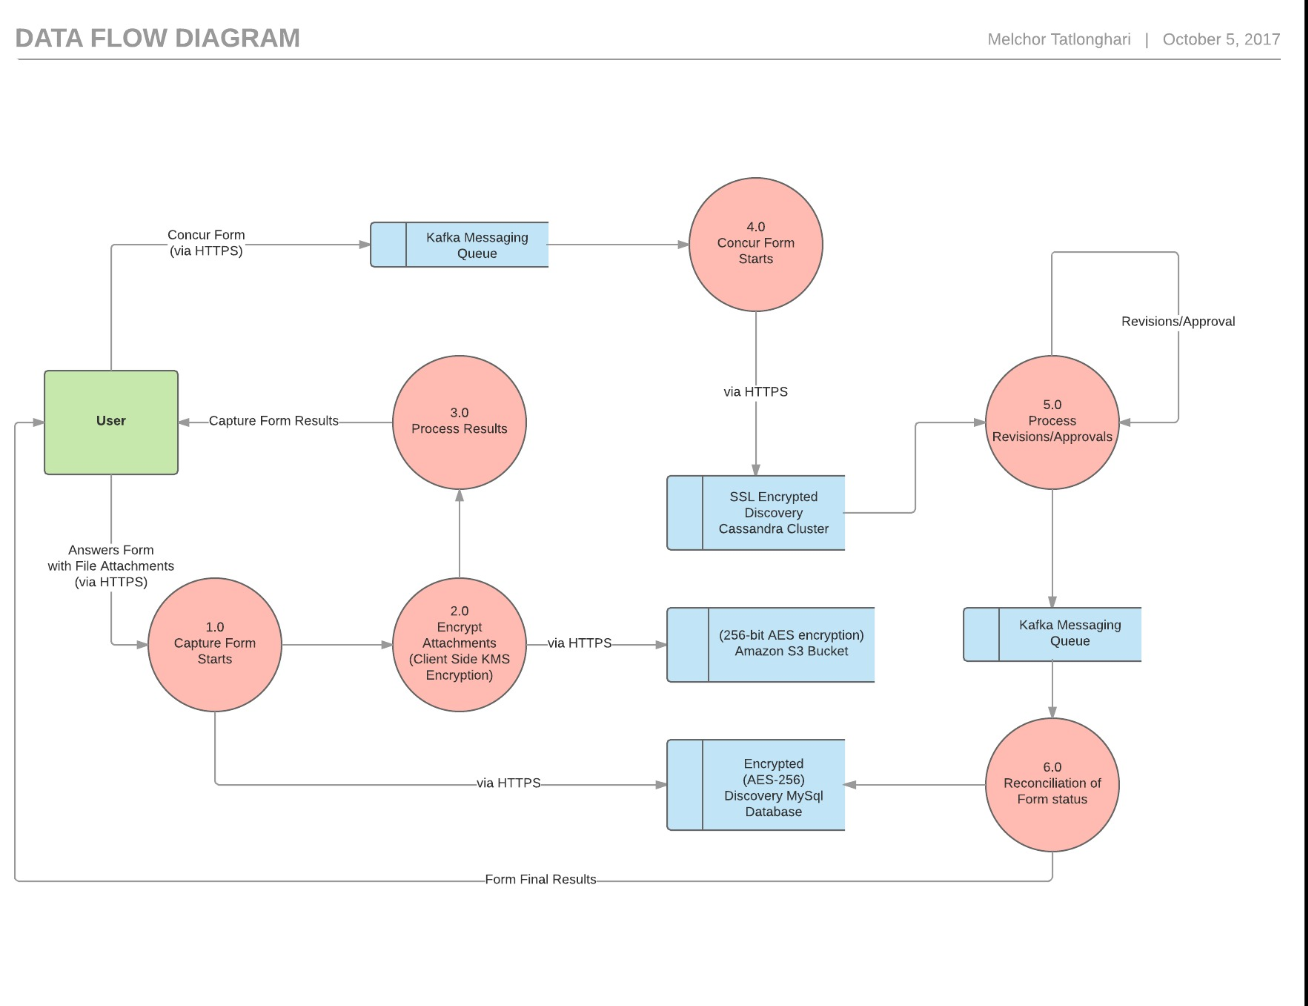 DATA FLOW DIAGRAM
Melchor Tatlonghari | October 5, 2017
Concur Form
(via HTTPS)
Kafka Messaging
Queue
4.0
Concur Form
Starts
Revisions/Approval
User
Capture Form Results
3.0
Process Results
via HTTPS
5.0
Process
Revisions/Approvals
SSL Encrypted
Discovery
Cassandra Cluster
Answers Form
with File Attachments
(via HTTPS)
1.0
Capture Form
Starts
2.0
Encrypt
Attachments
(Client Side KMS
Encryption)
via HTTPS
(256-bit AES encryption)
Amazon S3 Bucket
Kafka Messaging
Queue
via HTTPS
Encrypted
(AES-256)
Discovery MySql
Database
6.0
Reconciliation of
Form status
Form Final Results